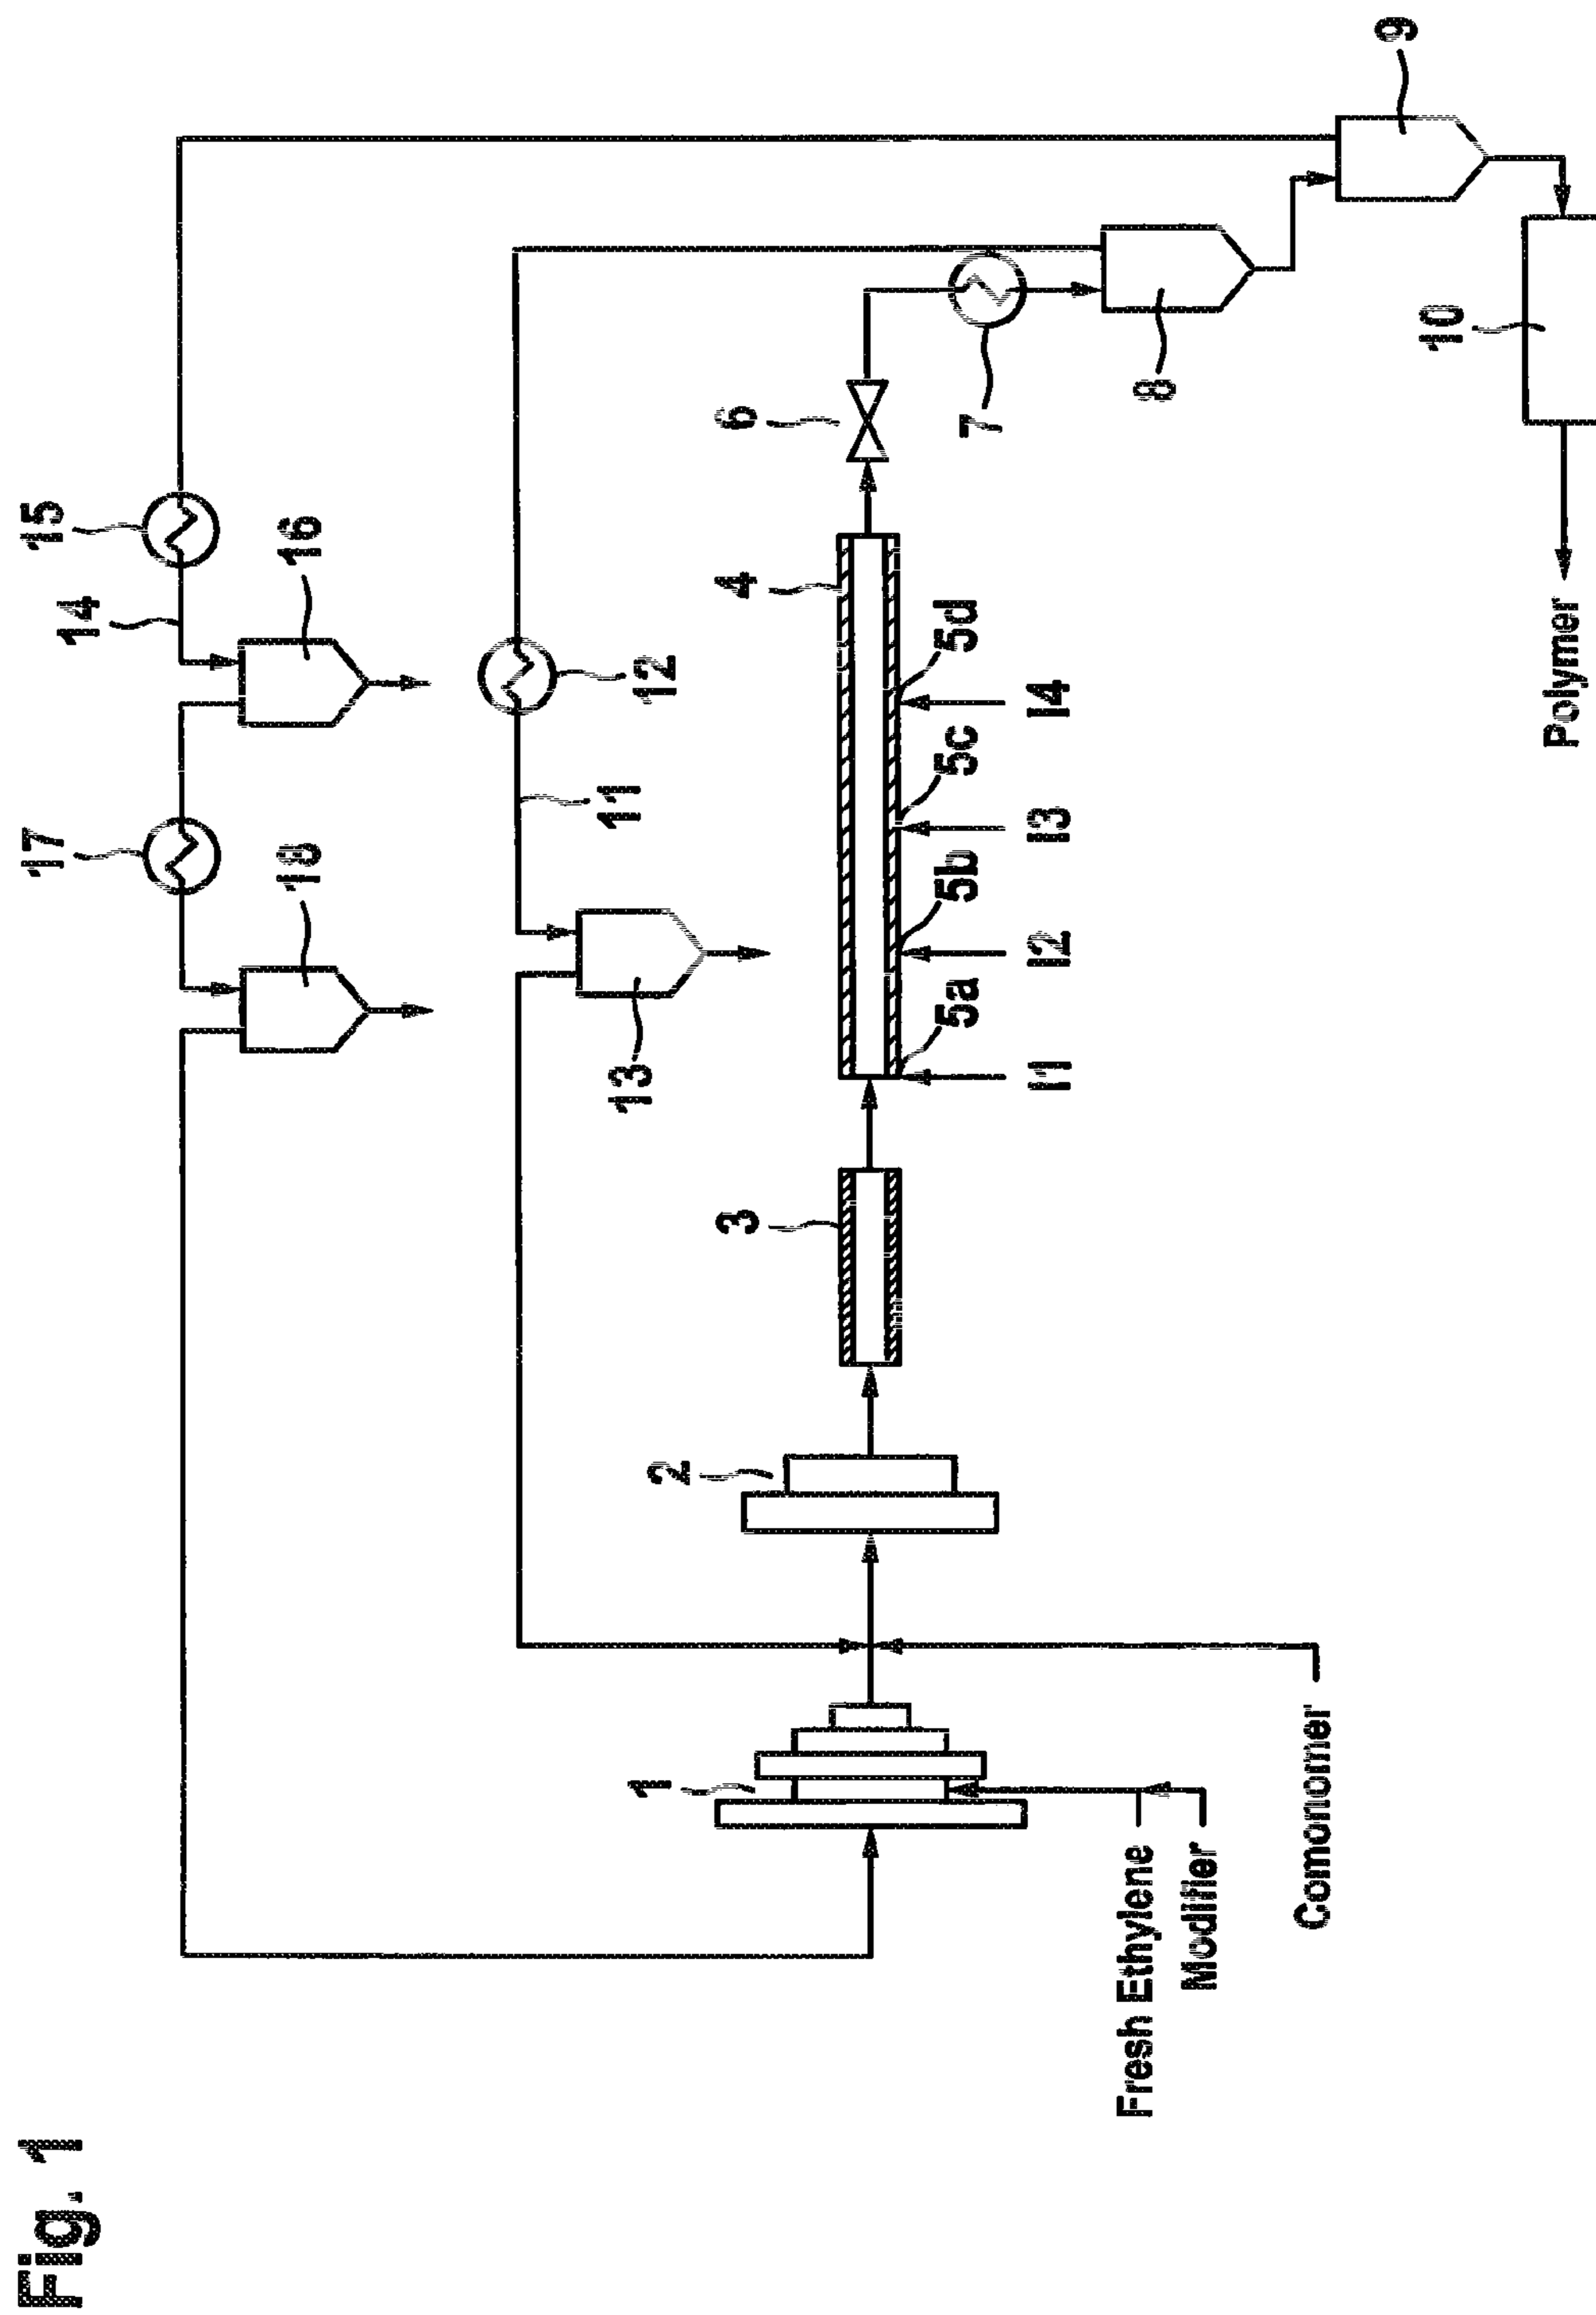 Fig. 1
17
15
14
18
16
11
13
12
1
2
3
4
6
5a
5b
5c
5d
7
I1
I2
I3
I4
Fresh Ethylene
8
Modifier
Comonomer
9
10
Polymer